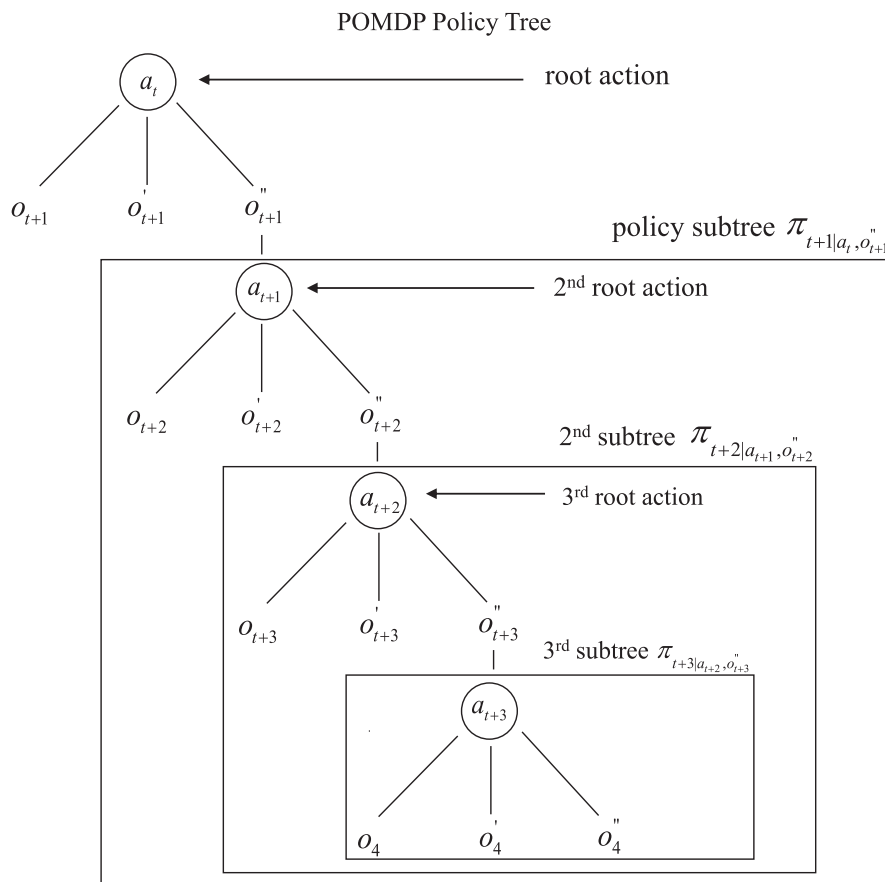 POMDP Policy Tree
a_t
root action
o_{t+1} o'_{t+1} o''_{t+1}
policy subtree π_{t+1|a_t,o''_{t+1}}
a_{t+1}
2nd root action
o_{t+2} o'_{t+2} o''_{t+2}
2nd subtree π_{t+2|a_{t+1},o''_{t+2}}
a_{t+2}
3rd root action
o_{t+3} o'_{t+3} o''_{t+3}
3rd subtree π_{t+3|a_{t+2},o''_{t+3}}
a_{t+3}
o_4 o'_4 o''_4